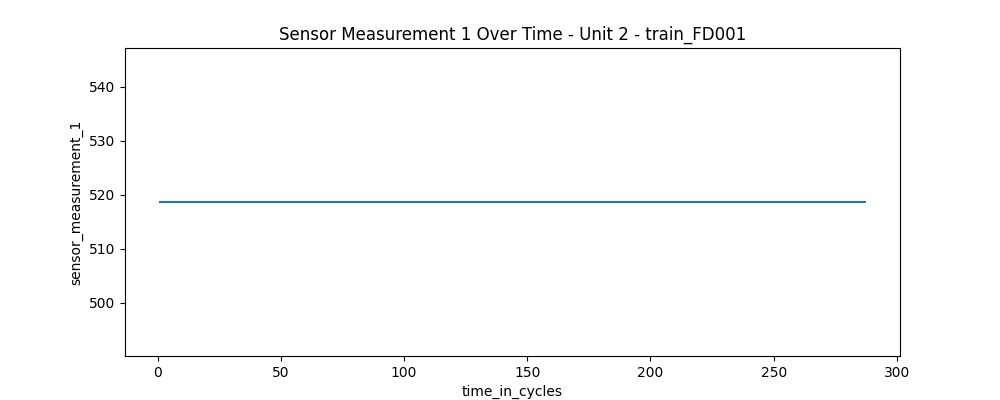 Sensor Measurement 1 Over Time - Unit 2 - train_FD001
540
530
520
510
500
sensor_measurement_1
0 50 100 150 200 250 300
time_in_cycles